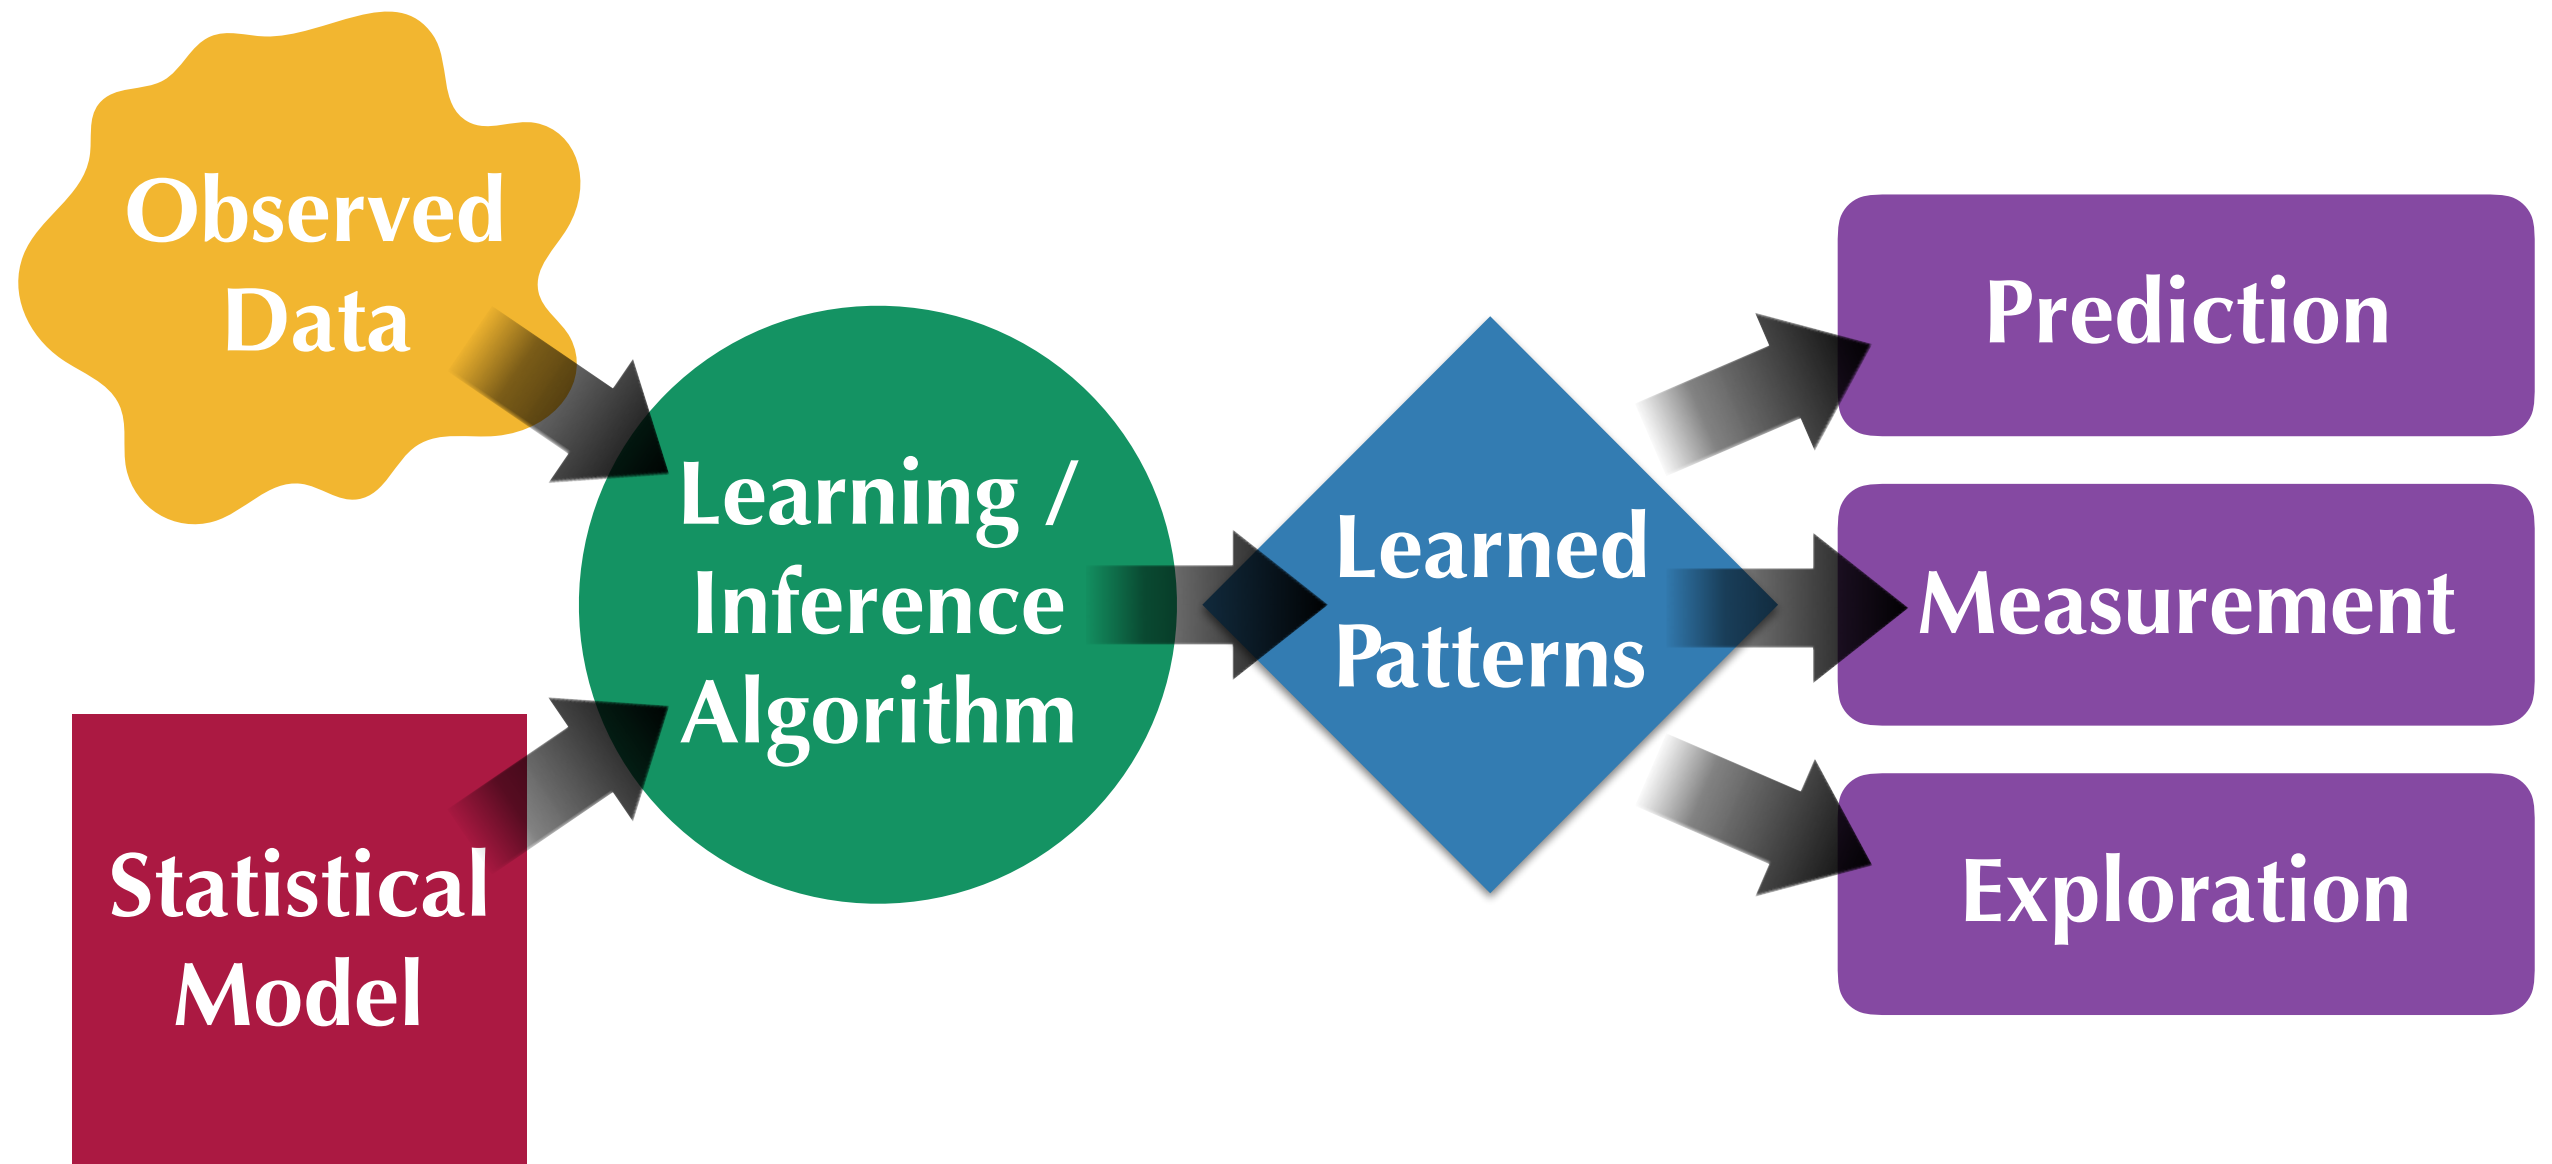 Observed
Data
Statistical
Model
Learning /
Inference
Algorithm
Learned
Patterns
Prediction
Measurement
Exploration